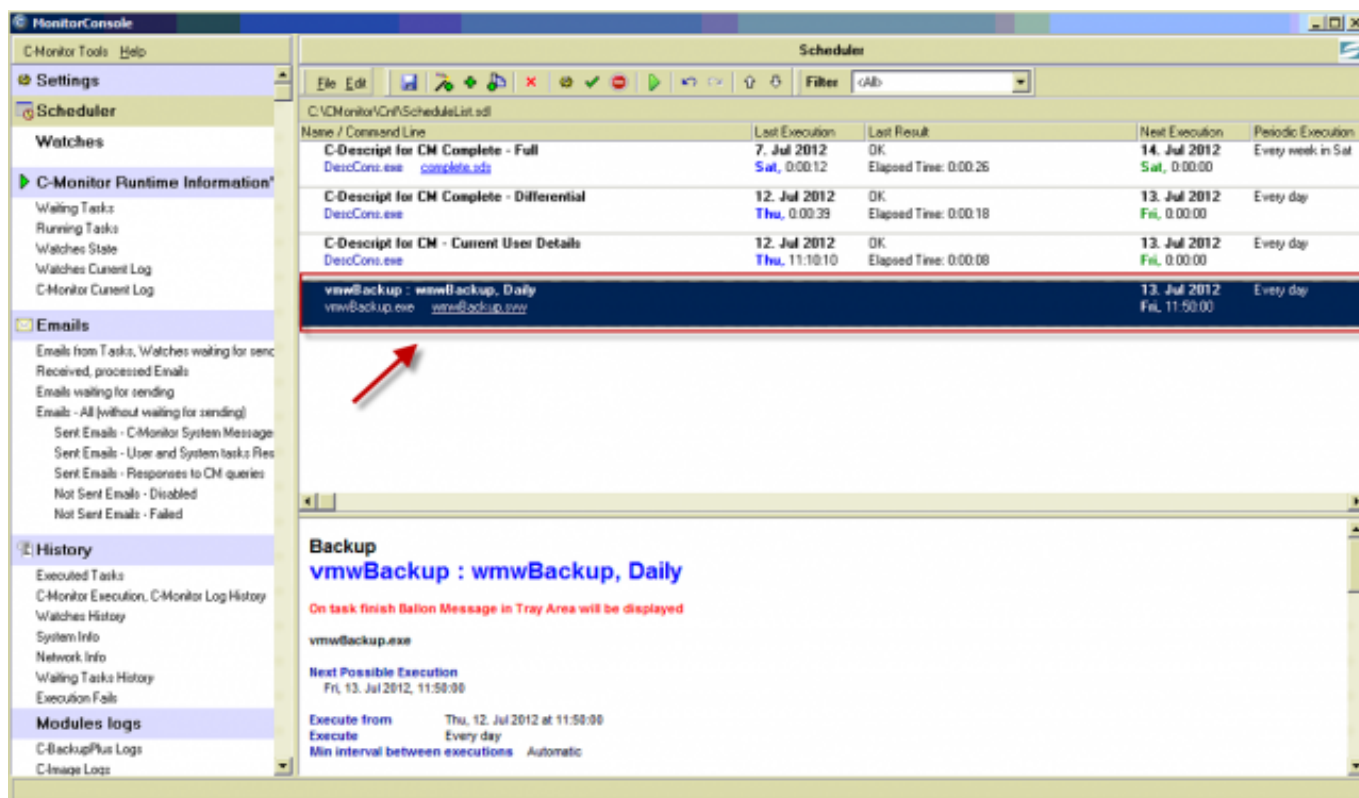 MonitorConsole
C-Monitor Tools Help
Scheduler
Settings
Scheduler
Watches
C-Monitor Runtime Information"
Waiting Tasks
Running Tasks
Watches State
Watches Current Log
C-Monitor Current Log
Emails
Emails from Tasks, Watches waiting for senc
Received, processed Emails
Emails waiting for sending
Emails - All (without waiting for sending)
Sent Emails - C-Monitor System Message
Sent Emails - User and System tasks Res
Sent Emails - Responses to CM queries
Not Sent Emails - Disabled
Not Sent Emails - Failed
History
Executed Tasks
C-Monitor Execution, C-Monitor Log History
Watches History
System Info
Network Info
Waiting Tasks History
Execution Fails
Modules logs
C-BackupPlus Logs
C-Image Logs
File Edit Filter <All>
C:\CMonitor\Cnf\ScheduleList.sdl
Name / Command Line Last Execution Last Result Next Execution Periodic Execution
C-Descript for CM Complete - Full 7. Jul 2012 OK 14. Jul 2012 Every week in Sat
DescCons.exe complete.sds Sat, 0:00:12 Elapsed Time: 0:00:26 Sat, 0:00:00
C-Descript for CM Complete - Differential 12. Jul 2012 OK 13. Jul 2012 Every day
DescCons.exe Thu, 0:00:39 Elapsed Time: 0:00:18 Fri, 0:00:00
C-Descript for CM - Current User Details 12. Jul 2012 OK 13. Jul 2012 Every day
DescCons.exe Thu, 11:10:10 Elapsed Time: 0:00:08 Fri, 0:00:00
vmwBackup : wmwBackup, Daily 13. Jul 2012 Every day
vmwBackup.exe wmwBackup.svw Fri, 11:50:00
Backup
vmwBackup : wmwBackup, Daily
On task finish Ballon Message in Tray Area will be displayed
vmwBackup.exe
Next Possible Execution
Fri, 13. Jul 2012, 11:50:00
Execute from Thu, 12. Jul 2012 at 11:50:00
Execute Every day
Min interval between executions Automatic